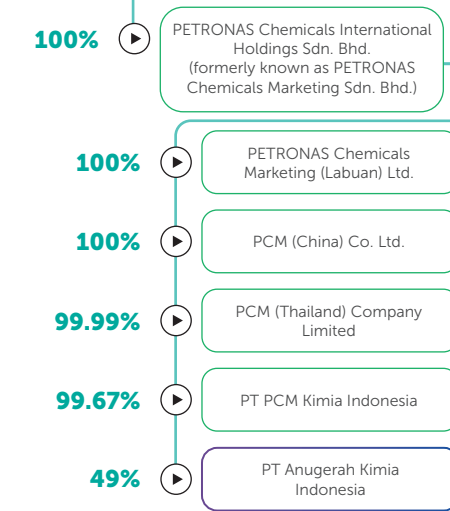 100%
PETRONAS Chemicals International
Holdings Sdn. Bhd.
(formerly known as PETRONAS
Chemicals Marketing Sdn. Bhd.)
100%
PETRONAS Chemicals
Marketing (Labuan) Ltd.
100%
PCM (China) Co. Ltd.
99.99%
PCM (Thailand) Company
Limited
99.67%
PT PCM Kimia Indonesia
49%
PT Anugerah Kimia
Indonesia